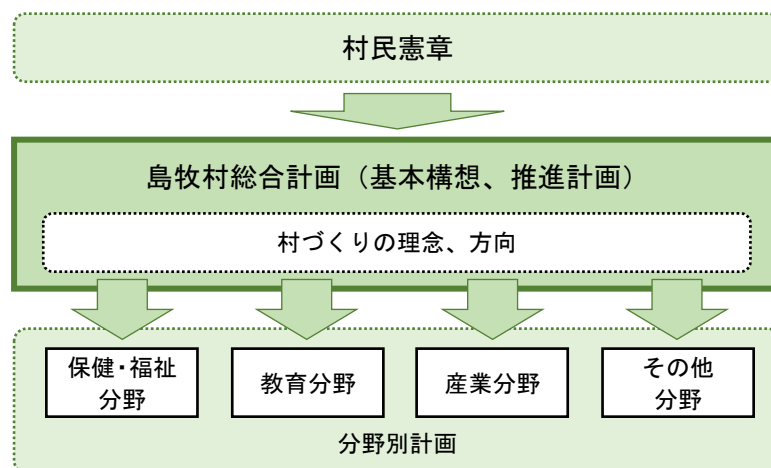 村民憲章
島牧村総合計画（基本構想、推進計画）
村づくりの理念、方向
保健・福祉
分野
教育分野
産業分野
その他
分野
分野別計画